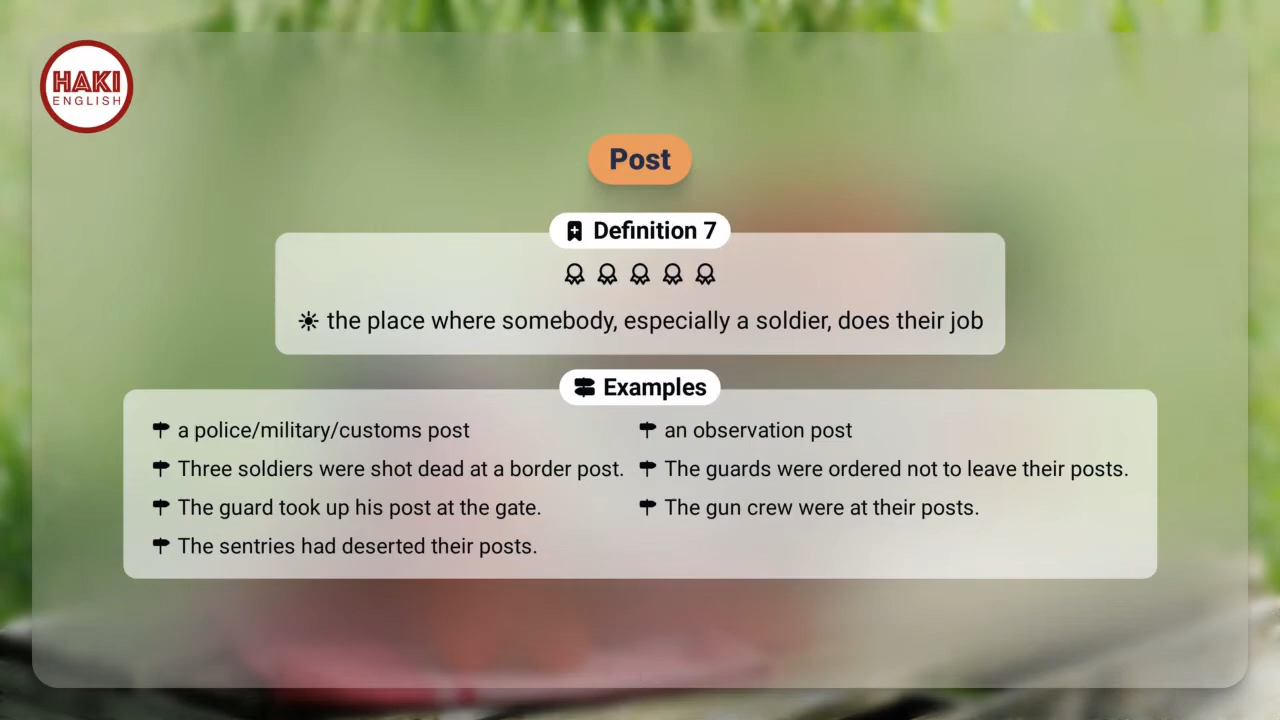 HAKI
ENGLISH
Post
Definition 7
the place where somebody, especially a soldier, does their job
Examples
a police/military/customs post
an observation post
Three soldiers were shot dead at a border post.
The guards were ordered not to leave their posts.
The guard took up his post at the gate.
The gun crew were at their posts.
The sentries had deserted their posts.